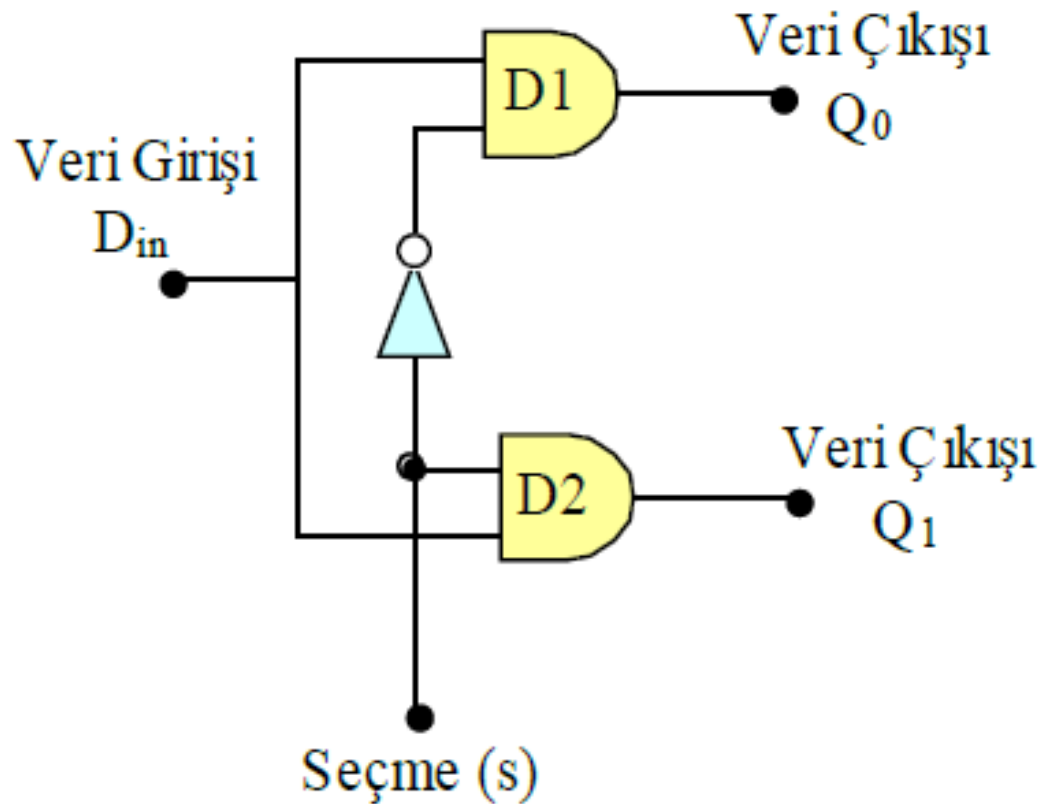 Veri Çıkışı
Q0
D1
Veri Girişi
Din
Veri Çıkışı
Q1
D2
Seçme (s)